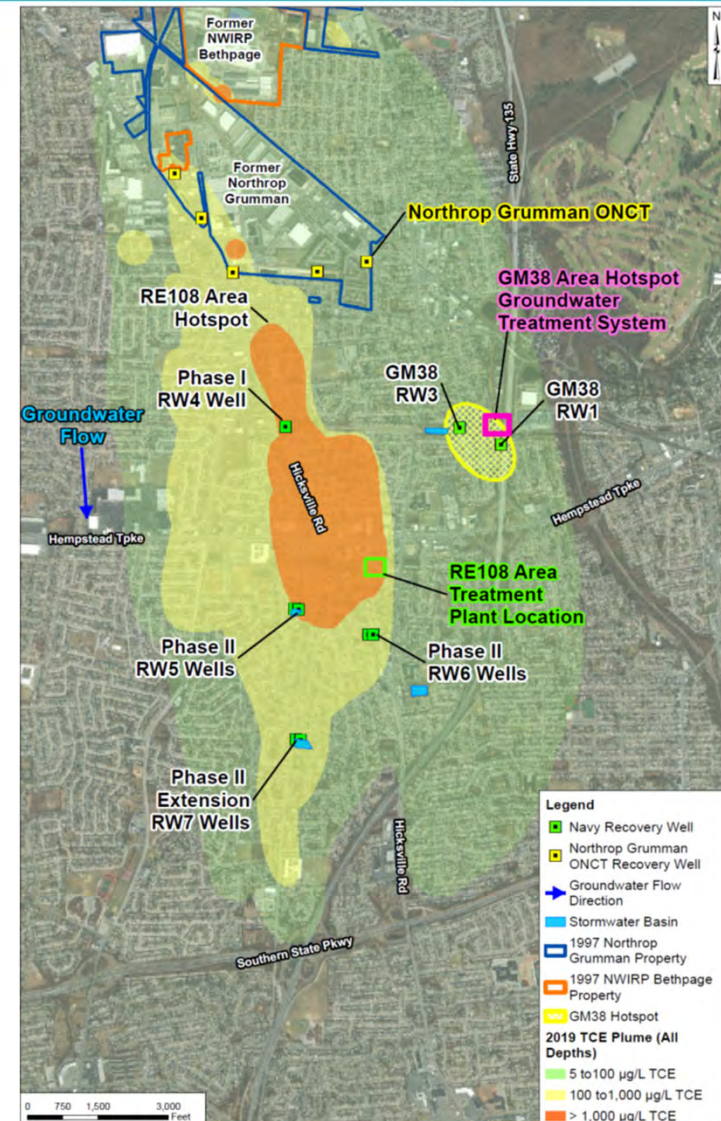 N
Former
NWIRP
Bethpage
State Hwy 135
Former
Northrop
Grumman
Northrop Grumman ONCT
GM38 Area Hotspot
Groundwater
Treatment System
RE108 Area
Hotspot
Phase I
RW4 Well
GM38
RW3
GM38
RW1
Groundwater
Flow
Hicksville Rd
Hempstead Tpke
Hempstead Tpke
RE108 Area
Treatment
Plant Location
Phase II
RW5 Wells
Phase II
RW6 Wells
Phase II
Extension
RW7 Wells
Hicksville Rd
Southern State Pkwy
Legend
Navy Recovery Well
Northrop Grumman
ONCT Recovery Well
Groundwater Flow
Direction
Stormwater Basin
1997 Northrop
Grumman Property
1997 NWIRP Bethpage
Property
GM38 Hotspot
2019 TCE Plume (All
Depths)
5 to100 µg/L TCE
100 to1,000 µg/L TCE
> 1,000 µg/L TCE
0 750 1,500 3,000
Feet